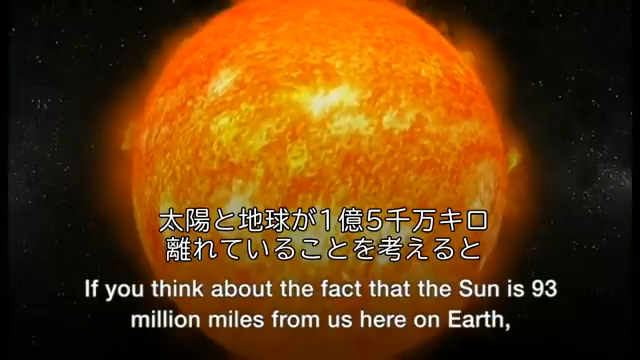 太陽と地球が1億5千万キロ
離れていることを考えると
If you think about the fact that the Sun is 93
million miles from us here on Earth,